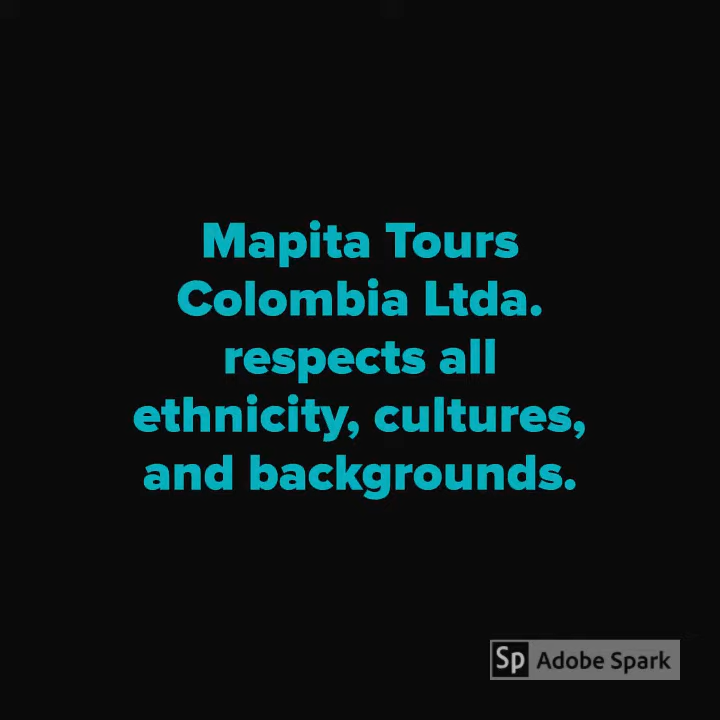 Mapita Tours
Colombia Ltda.
respects all
ethnicity, cultures,
and backgrounds.
Sp Adobe Spark